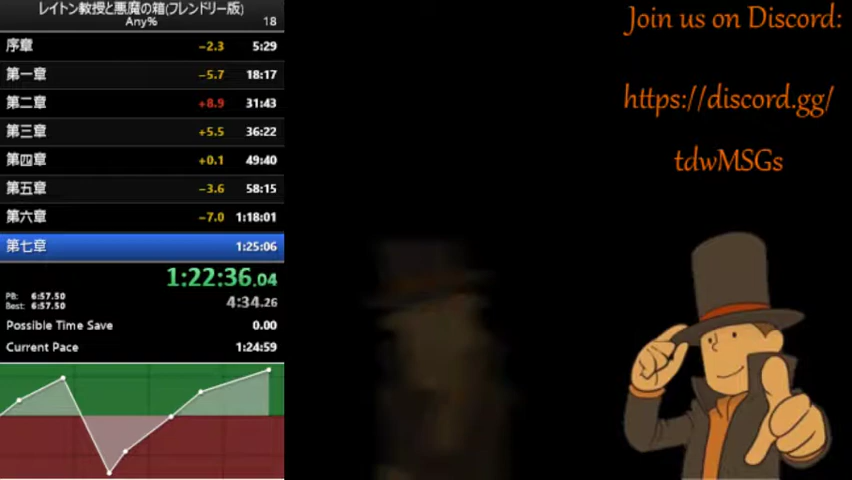 レイトン教授と悪魔の箱(フレンドリー版)
Any% 18
序章 -2.3 5:29
第一章 -5.7 18:17
第二章 +8.9 31:43
第三章 +5.5 36:22
第四章 +0.1 49:40
第五章 -3.6 58:15
第六章 -7.0 1:18:01
第七章 1:25:06
1:22:36.04
PB: 6:57.50
Best: 6:57.50
4:34.26
Possible Time Save 0.00
Current Pace 1:24:59
Join us on Discord:
https://discord.gg/
tdwMSGs